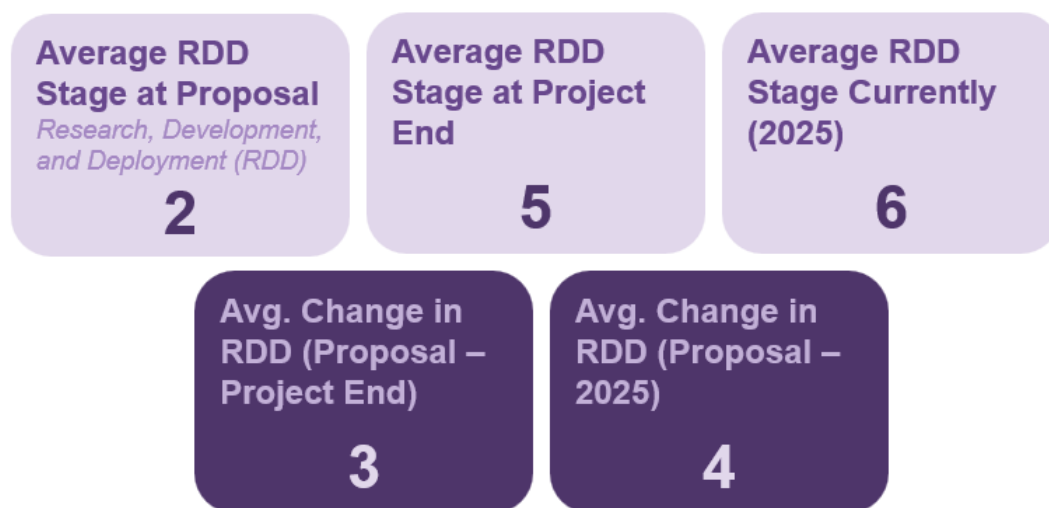 Average RDD
Stage at Proposal
Research, Development,
and Deployment (RDD)
2
Average RDD
Stage at Project
End
5
Average RDD
Stage Currently
(2025)
6
Avg. Change in
RDD (Proposal –
Project End)
3
Avg. Change in
RDD (Proposal –
2025)
4